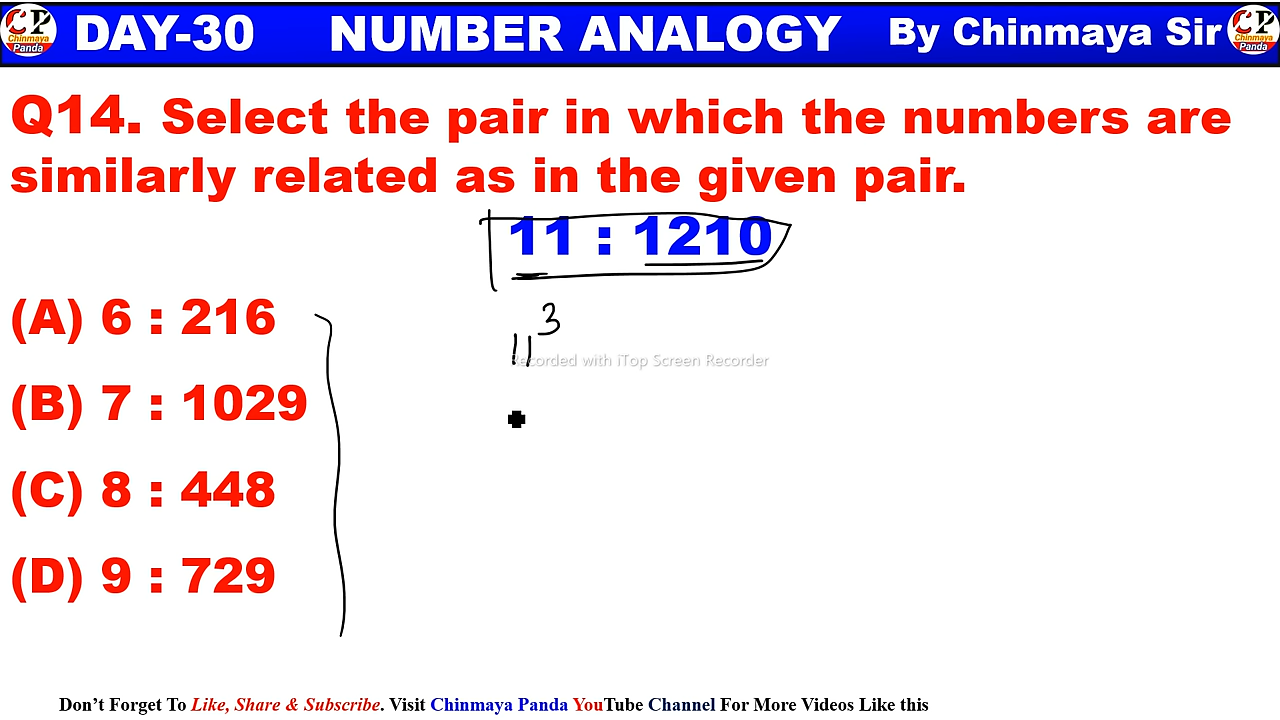 CP Chinmaya Panda DAY-30 NUMBER ANALOGY By Chinmaya Sir CP Chinmaya Panda
Q14. Select the pair in which the numbers are
similarly related as in the given pair.
11 : 1210
(A) 6 : 216
11³
Recorded with iTop Screen Recorder
(B) 7 : 1029
(C) 8 : 448
(D) 9 : 729
Don’t Forget To Like, Share & Subscribe. Visit Chinmaya Panda YouTube Channel For More Videos Like this